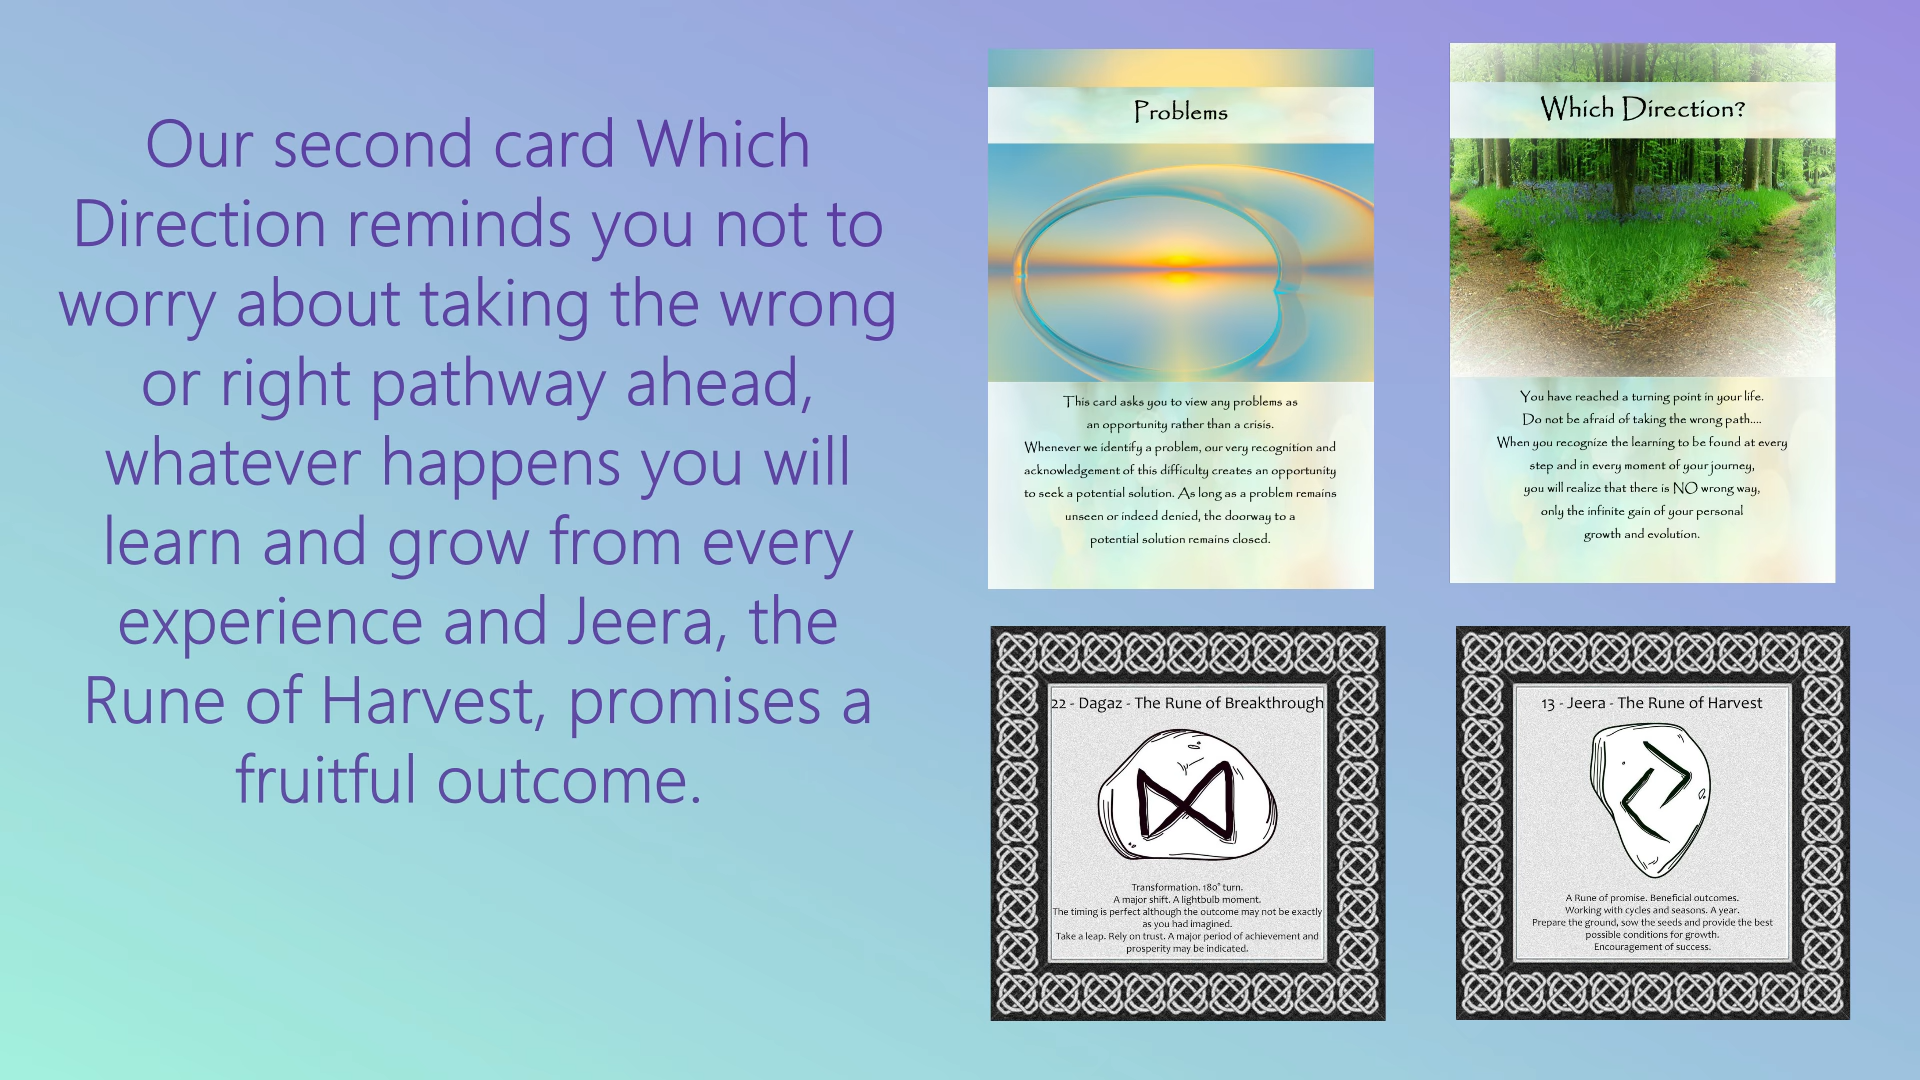 Our second card Which
Direction reminds you not to
worry about taking the wrong
or right pathway ahead,
whatever happens you will
learn and grow from every
experience and Jeera, the
Rune of Harvest, promises a
fruitful outcome.
Problems
This card asks you to view any problems as
an opportunity rather than a crisis.
Whenever we identify a problem, our very recognition and
acknowledgement of this difficulty creates an opportunity
to seek a potential solution. As long as a problem remains
unseen or indeed denied, the doorway to a
potential solution remains closed.
Which Direction?
You have reached a turning point in your life.
Do not be afraid of taking the wrong path....
When you recognize the learning to be found at every
step and in every moment of your journey,
you will realize that there is NO wrong way,
only the infinite gain of your personal
growth and evolution.
22 - Dagaz - The Rune of Breakthrough
Transformation. 180° turn.
A major shift. A lightbulb moment.
The timing is perfect although the outcome may not be exactly
as you had imagined.
Take a leap. Rely on trust. A major period of achievement and
prosperity may be indicated.
13 - Jeera - The Rune of Harvest
A Rune of promise. Beneficial outcomes.
Working with cycles and seasons. A year.
Prepare the ground, sow the seeds and provide the best
possible conditions for growth.
Encouragement of success.